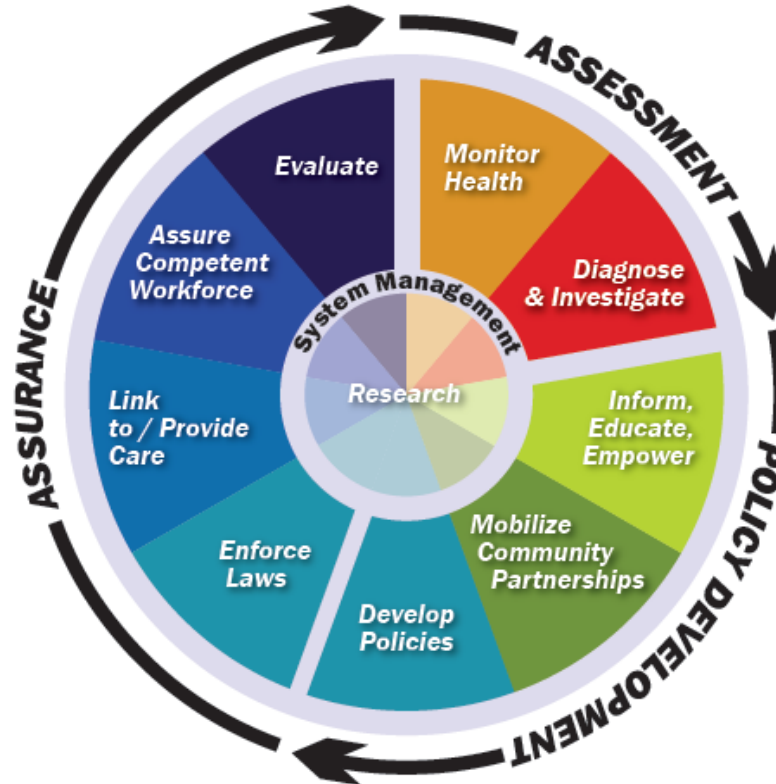 ASSESSMENT
Monitor
Health
Diagnose
& Investigate
POLICY DEVELOPMENT
Inform,
Educate,
Empower
Mobilize
Community
Partnerships
Develop
Policies
ASSURANCE
Enforce
Laws
Link
to / Provide
Care
Assure
Competent
Workforce
Evaluate
System Management
Research